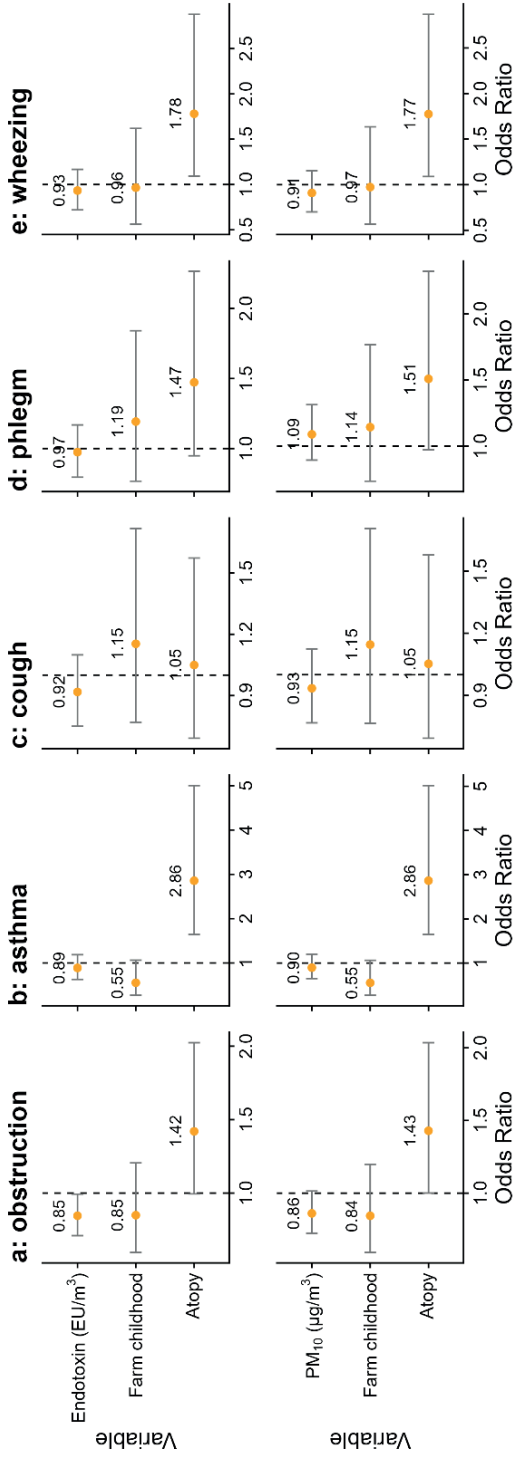 a: obstruction
b: asthma
c: cough
d: phlegm
e: wheezing
Variable
Endotoxin (EU/m³)
Farm childhood
Atopy
0.85
0.85
1.42
1.0 1.5 2.0
0.89
0.55
2.86
1 2 3 4 5
0.92
1.15
1.05
0.9 1.2 1.5
0.97
1.19
1.47
1.0 1.5 2.0
0.93
0.96
1.78
0.5 1.0 1.5 2.0 2.5
Variable
PM₁₀ (µg/m³)
Farm childhood
Atopy
0.86
0.84
1.43
1.0 1.5 2.0
Odds Ratio
0.90
0.55
2.86
1 2 3 4 5
Odds Ratio
0.93
1.15
1.05
0.9 1.2 1.5
Odds Ratio
1.09
1.14
1.51
1.0 1.5 2.0
Odds Ratio
0.91
0.97
1.77
0.5 1.0 1.5 2.0 2.5
Odds Ratio